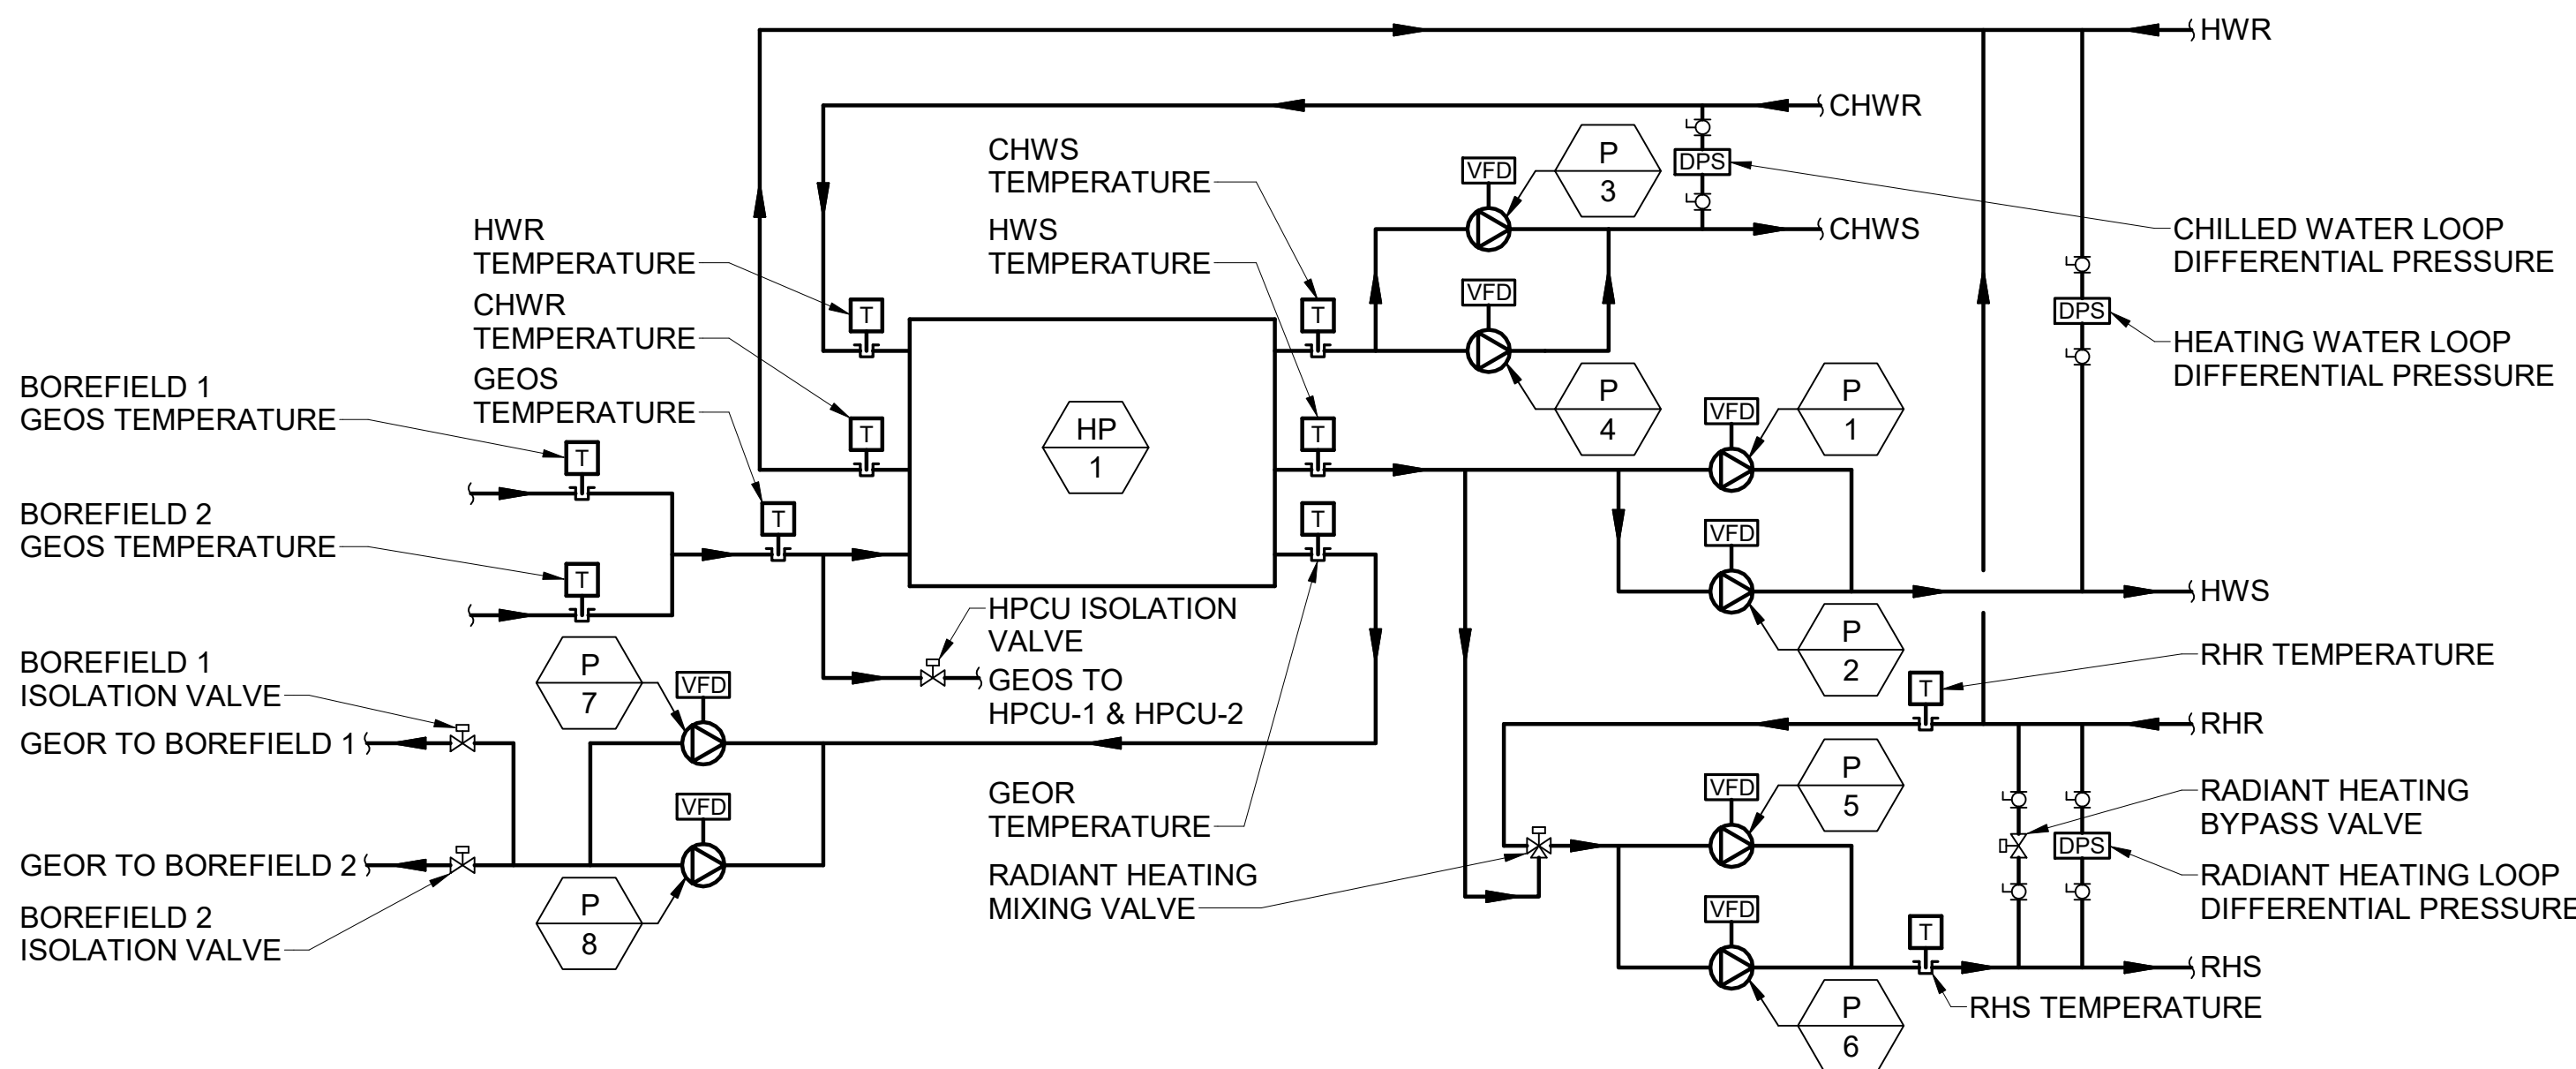 HWR
CHWR
CHWS
TEMPERATURE
VFD
P
3
DPS
HWR
TEMPERATURE
HWS
TEMPERATURE
CHWS
CHILLED WATER LOOP
DIFFERENTIAL PRESSURE
CHWR
TEMPERATURE
T
T
VFD
DPS
HEATING WATER LOOP
DIFFERENTIAL PRESSURE
BOREFIELD 1
GEOS TEMPERATURE
GEOS
TEMPERATURE
T
T
HP
1
T
P
4
VFD
P
1
BOREFIELD 2
GEOS TEMPERATURE
T
T
T
VFD
HWS
HPCU ISOLATION
VALVE
P
2
BOREFIELD 1
ISOLATION VALVE
P
7
VFD
GEOS TO
HPCU-1 & HPCU-2
T
RHR TEMPERATURE
RHR
GEOR TO BOREFIELD 1
VFD
GEOR
TEMPERATURE
VFD
P
5
RADIANT HEATING
BYPASS VALVE
DPS
GEOR TO BOREFIELD 2
RADIANT HEATING
MIXING VALVE
RADIANT HEATING LOOP
DIFFERENTIAL PRESSURE
BOREFIELD 2
ISOLATION VALVE
P
8
VFD
T
RHS
P
6
RHS TEMPERATURE